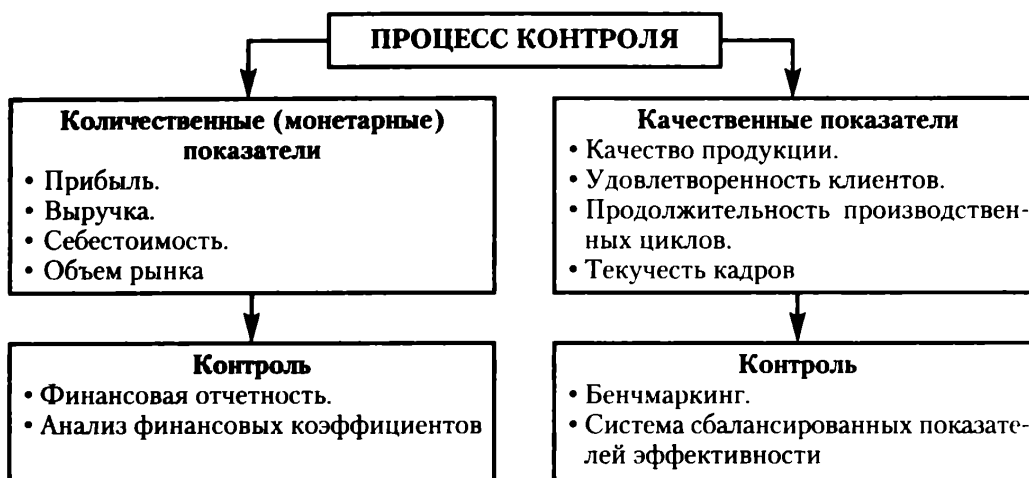 ПРОЦЕСС КОНТРОЛЯ
Количественные (монетарные)
показатели
• Прибыль.
• Выручка.
• Себестоимость.
• Объем рынка
Качественные показатели
• Качество продукции.
• Удовлетворенность клиентов.
• Продолжительность производствен-
ных циклов.
• Текучесть кадров
Контроль
• Финансовая отчетность.
• Анализ финансовых коэффициентов
Контроль
• Бенчмаркинг.
• Система сбалансированных показате-
лей эффективности